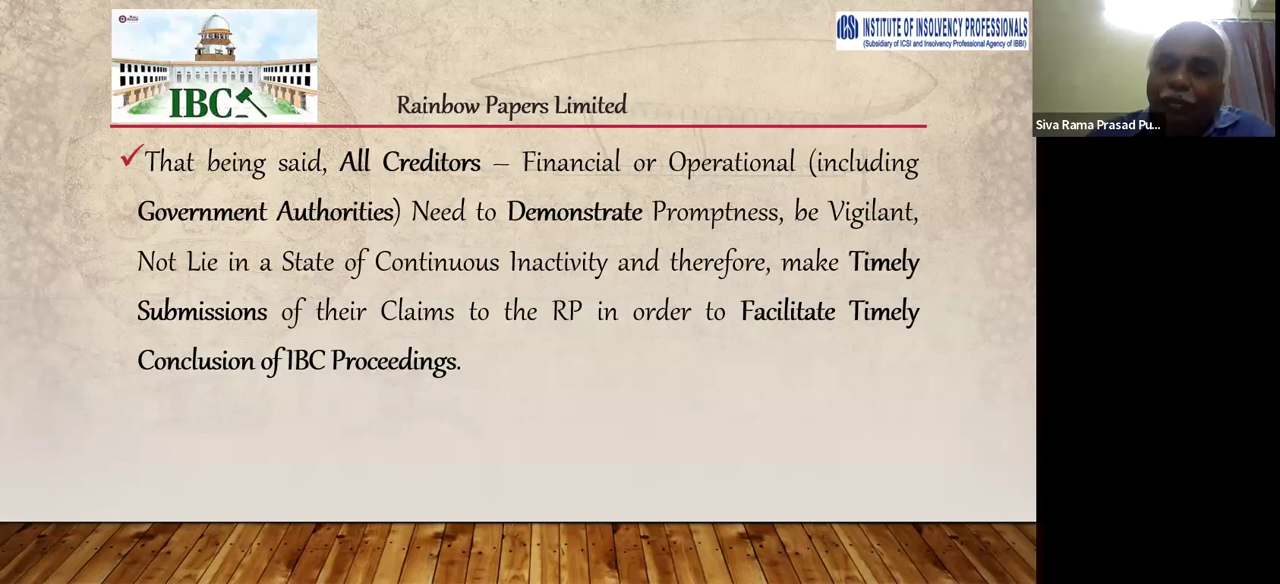 ICSI INSTITUTE OF INSOLVENCY PROFESSIONALS
(Subsidiary of ICSI and Insolvency Professional Agency of IBBI)
IBC
Rainbow Papers Limited
Siva Rama Prasad Pu...
✓That being said, All Creditors – Financial or Operational (including
Government Authorities) Need to Demonstrate Promptness, be Vigilant,
Not Lie in a State of Continuous Inactivity and therefore, make Timely
Submissions of their Claims to the RP in order to Facilitate Timely
Conclusion of IBC Proceedings.